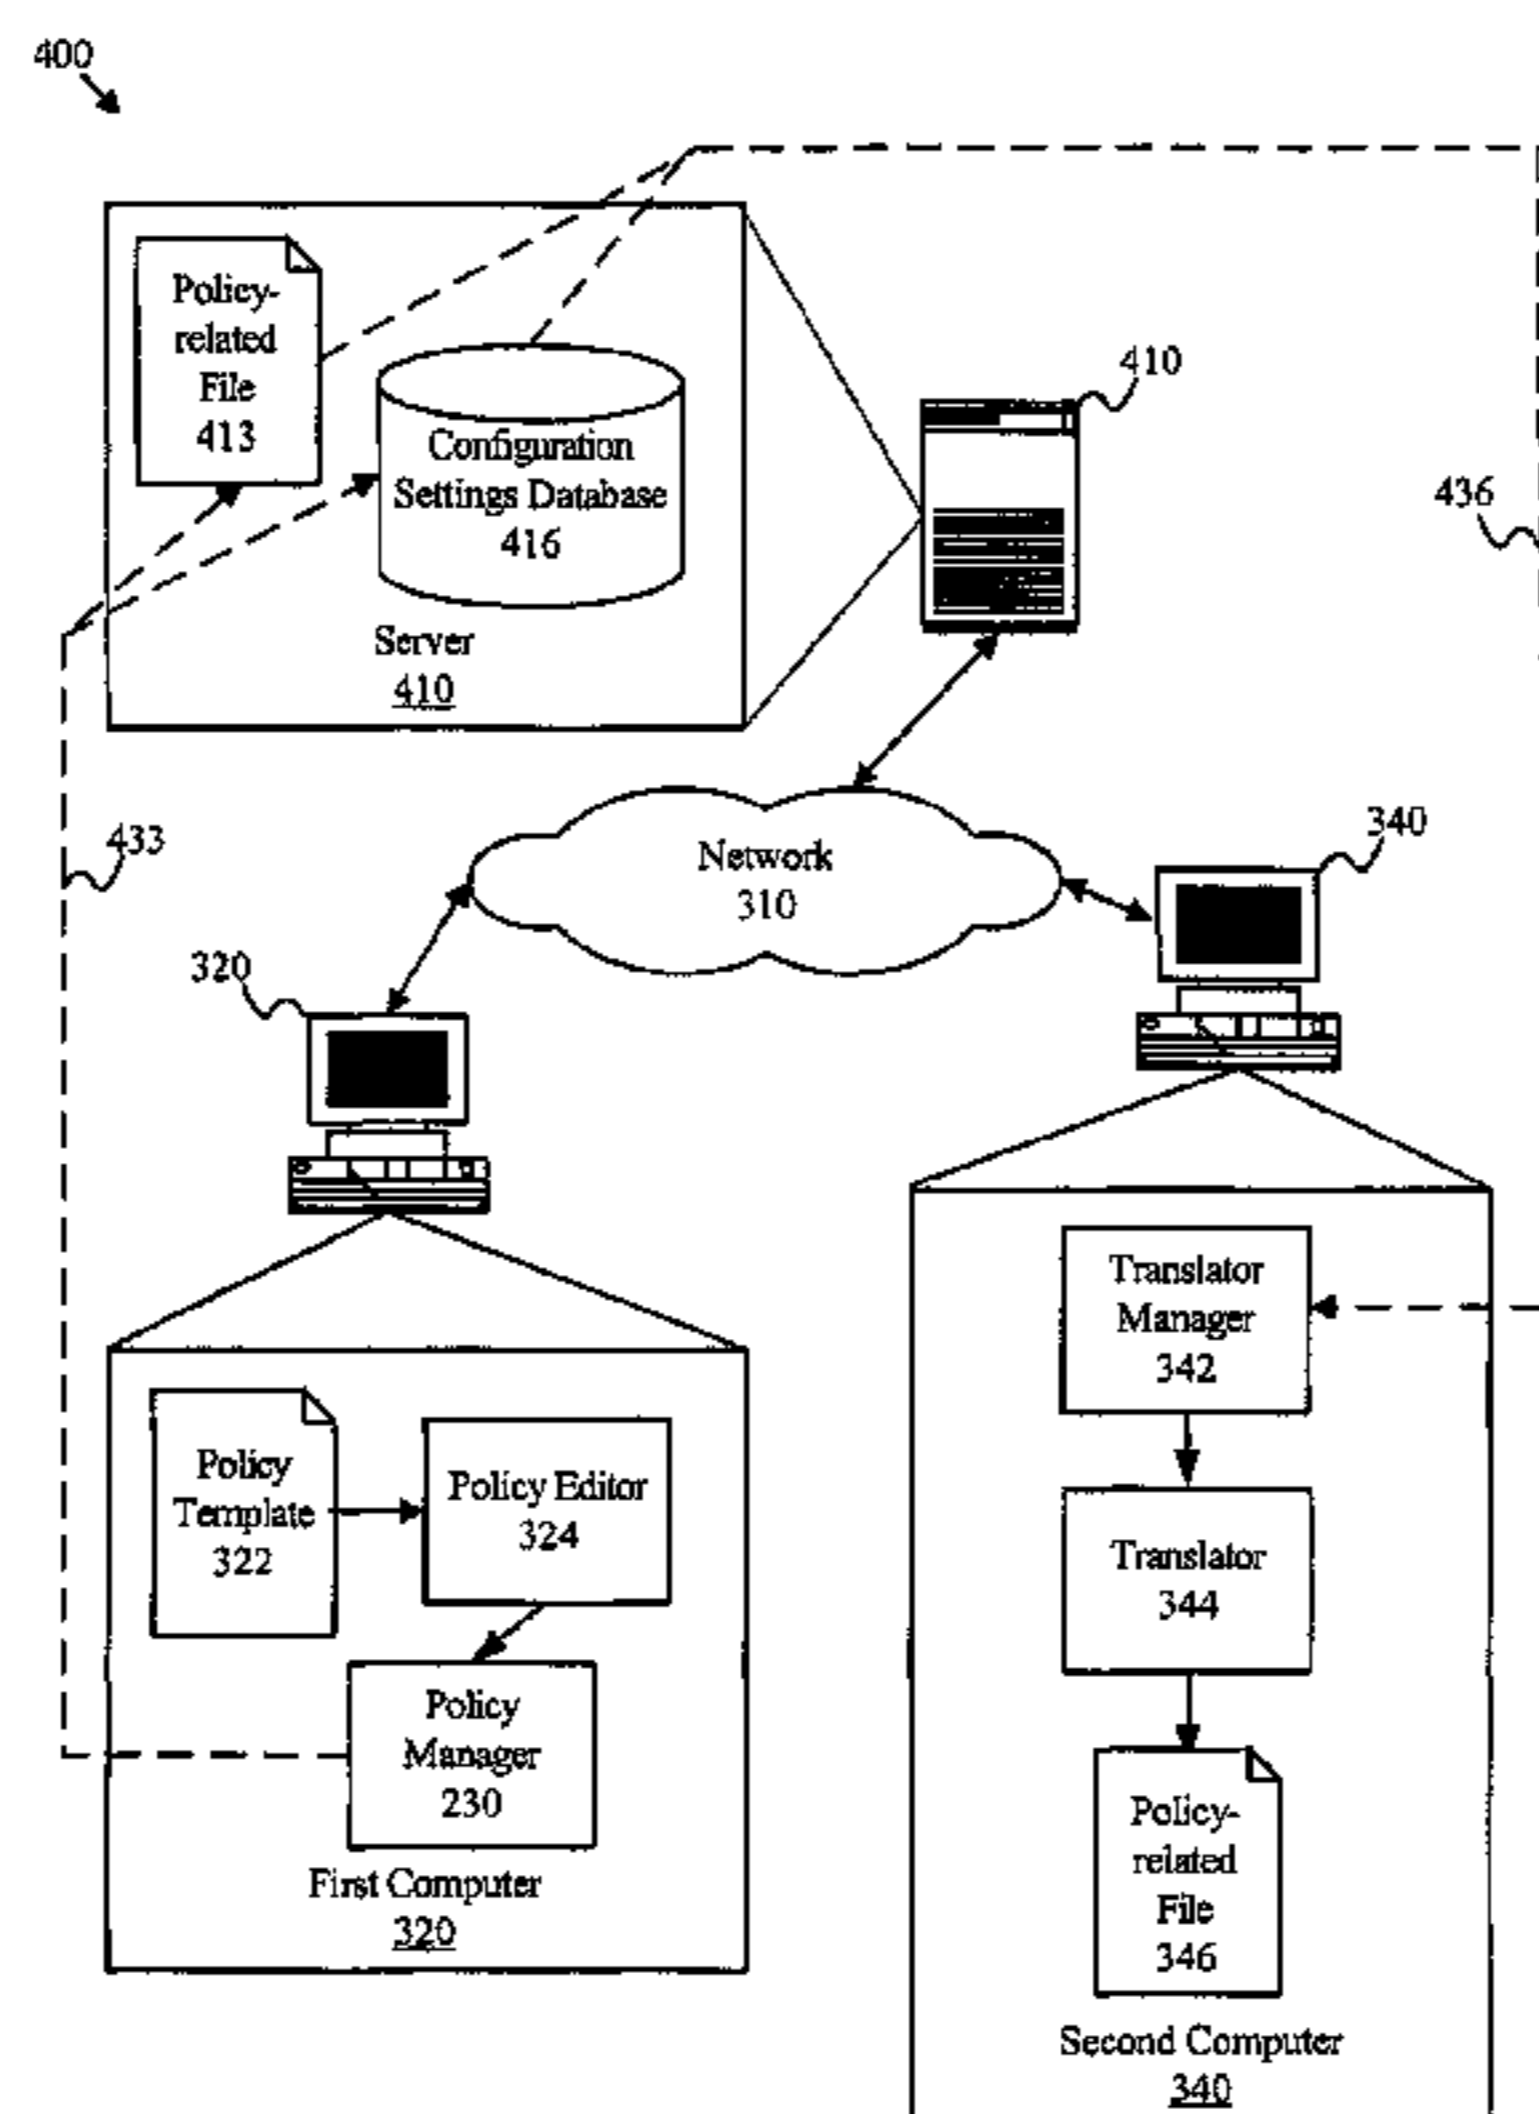 400
Policy-
related
File
413
Configuration
Settings Database
416
Server
410
410
436
433
Network
310
340
320
Translator
Manager
342
Policy
Template
322
Policy Editor
324
Translator
344
Policy
Manager
230
First Computer
320
Policy-
related
File
346
Second Computer
340